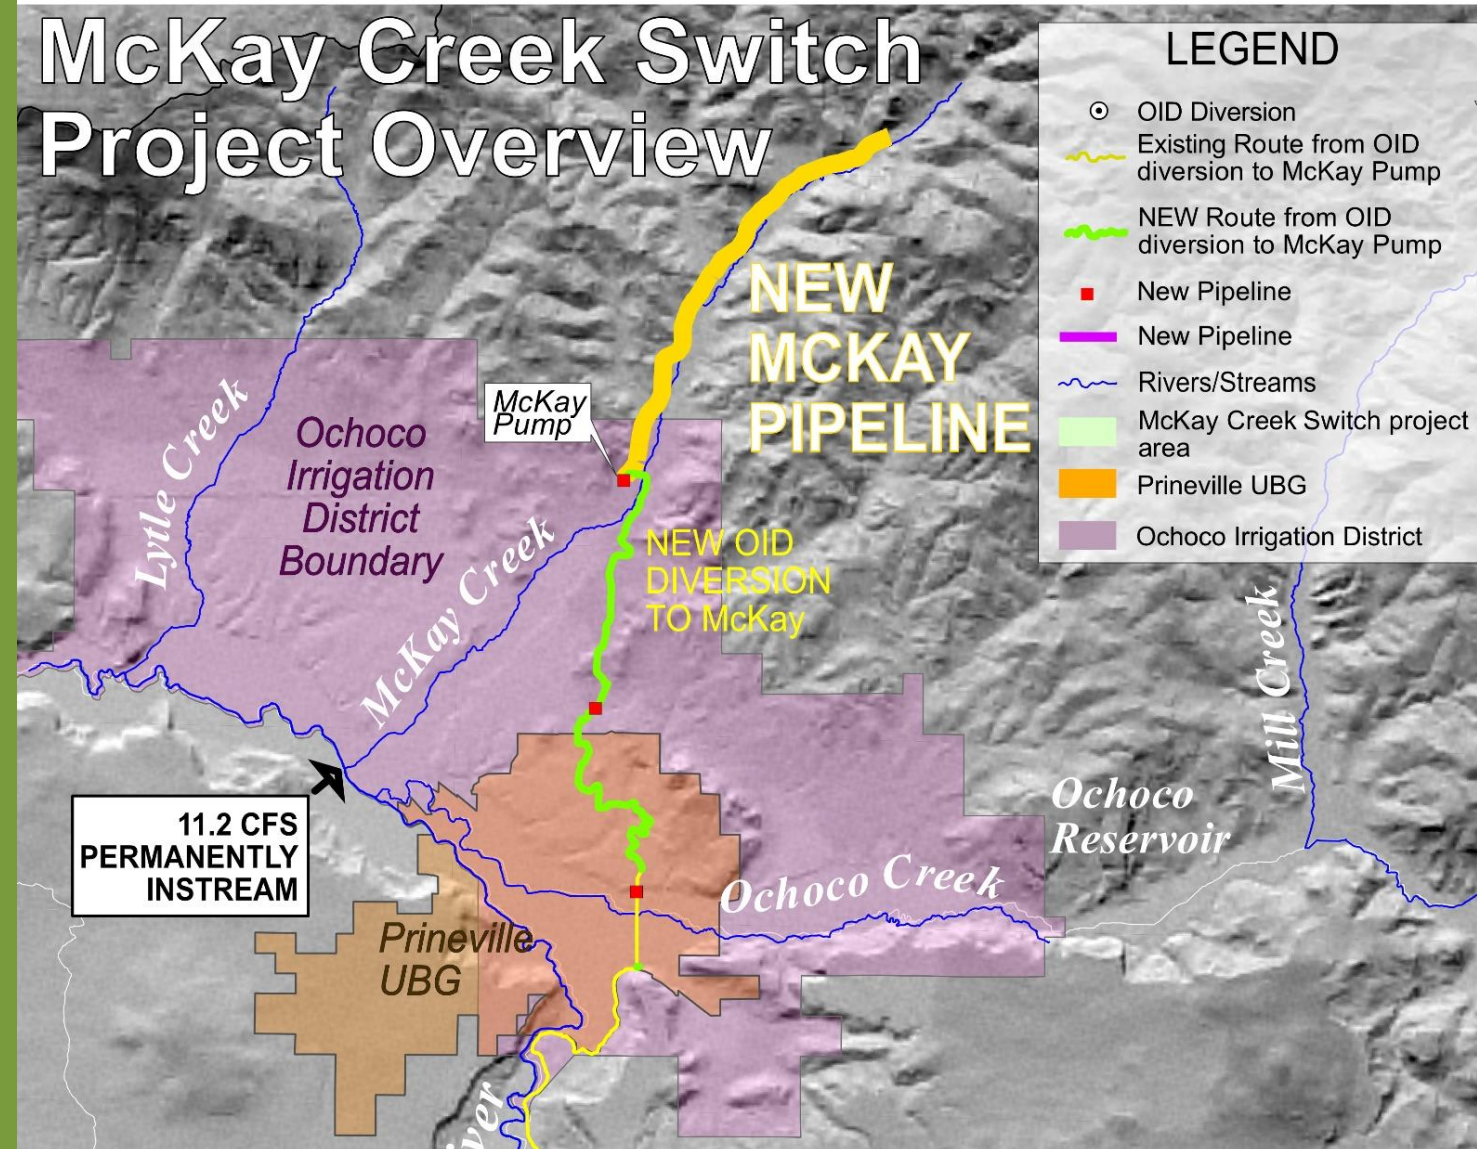 McKay Creek Switch
Project Overview
LEGEND
OID Diversion
Existing Route from OID
diversion to McKay Pump
NEW Route from OID
diversion to McKay Pump
New Pipeline
New Pipeline
Rivers/Streams
McKay Creek Switch project
area
Prineville UBG
Ochoco Irrigation District
NEW
MCKAY
PIPELINE
McKay
Pump
Ochoco
Irrigation
District
Boundary
Lytle Creek
McKay Creek
NEW OID
DIVERSION
TO McKay
Mill Creek
Ochoco
Reservoir
11.2 CFS
PERMANENTLY
INSTREAM
Ochoco Creek
Prineville
UBG